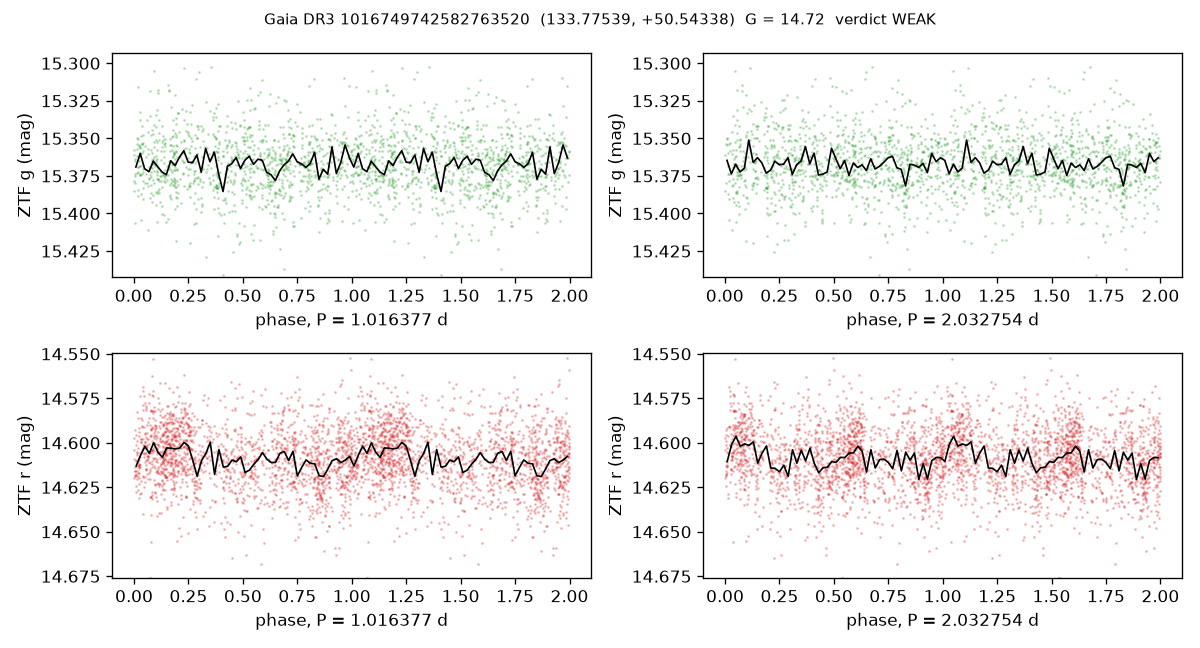 Gaia DR3 1016749742582763520  (133.77539, +50.54338)  G = 14.72  verdict WEAK
ZTF g (mag)
15.300
15.325
15.350
15.375
15.400
15.425
0.00 0.25 0.50 0.75 1.00 1.25 1.50 1.75 2.00
phase, P = 1.016377 d
ZTF g (mag)
15.300
15.325
15.350
15.375
15.400
15.425
0.00 0.25 0.50 0.75 1.00 1.25 1.50 1.75 2.00
phase, P = 2.032754 d
ZTF r (mag)
14.550
14.575
14.600
14.625
14.650
14.675
0.00 0.25 0.50 0.75 1.00 1.25 1.50 1.75 2.00
phase, P = 1.016377 d
ZTF r (mag)
14.550
14.575
14.600
14.625
14.650
14.675
0.00 0.25 0.50 0.75 1.00 1.25 1.50 1.75 2.00
phase, P = 2.032754 d